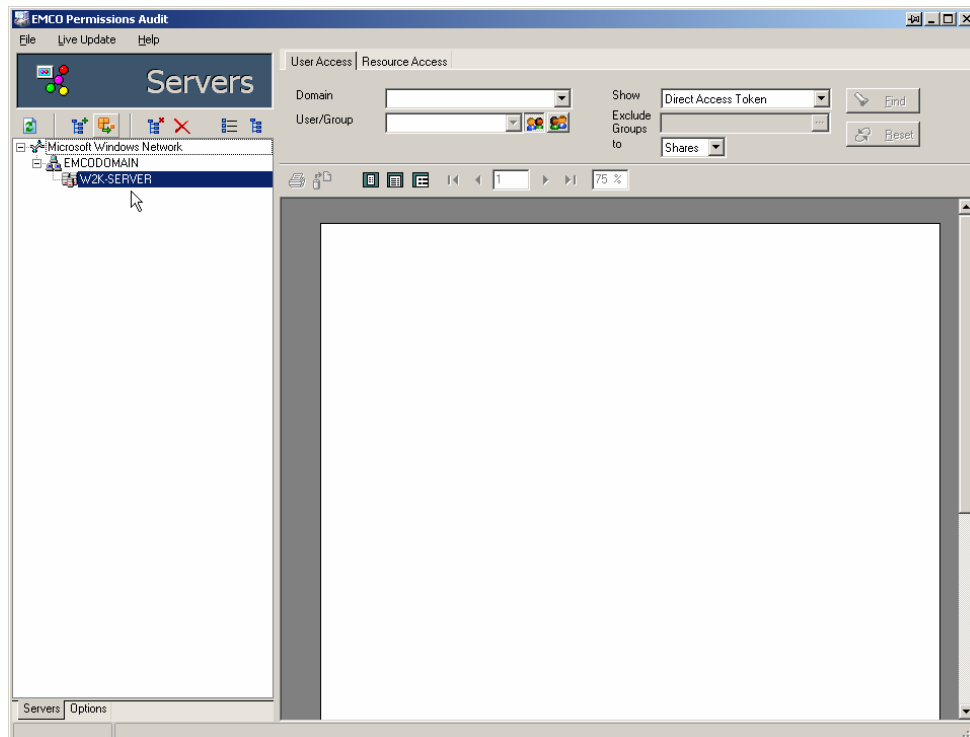 EMCO Permissions Audit
File Live Update Help
Servers
User Access Resource Access
Domain
Show Direct Access Token
Find
User/Group
Exclude Groups
...
Reset
to Shares
1
75 %
Microsoft Windows Network
EMCODOMAIN
W2K-SERVER
Servers Options